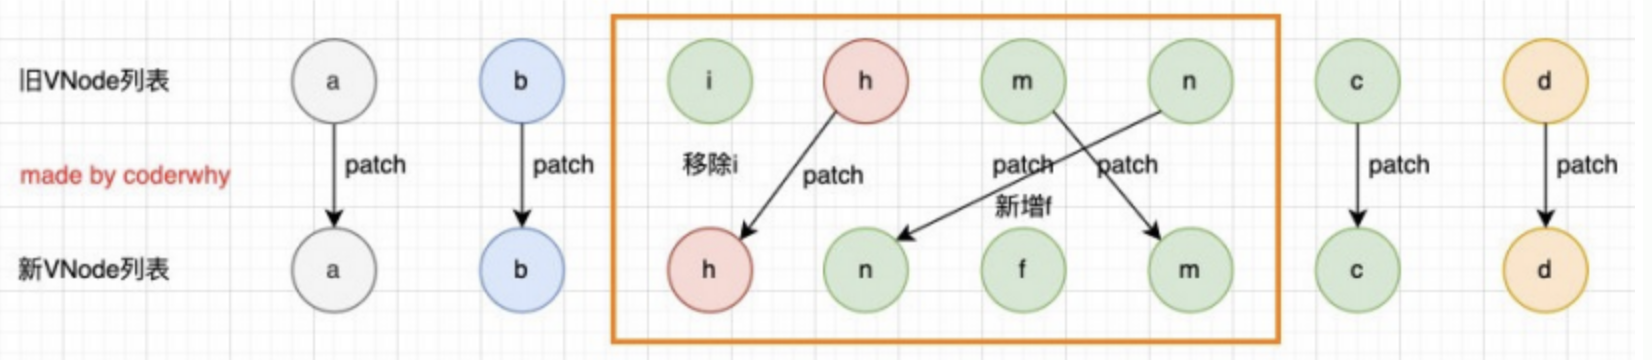 旧VNode列表 a b i h m n c d
patch patch 移除i patch patch patch patch patch
made by coderwhy
新增f
新VNode列表 a b h n f m c d